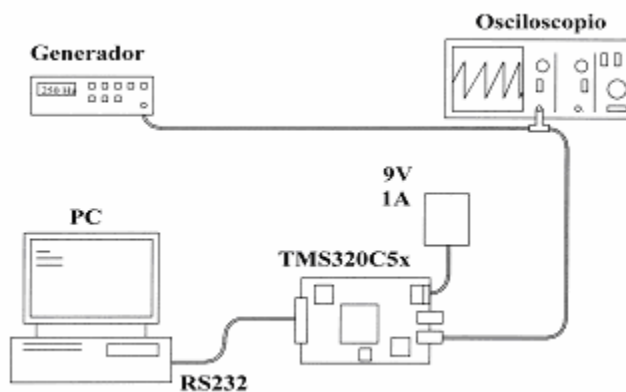 Osciloscopio
Generador
250 Hz
9V
1A
PC
TMS320C5x
RS232